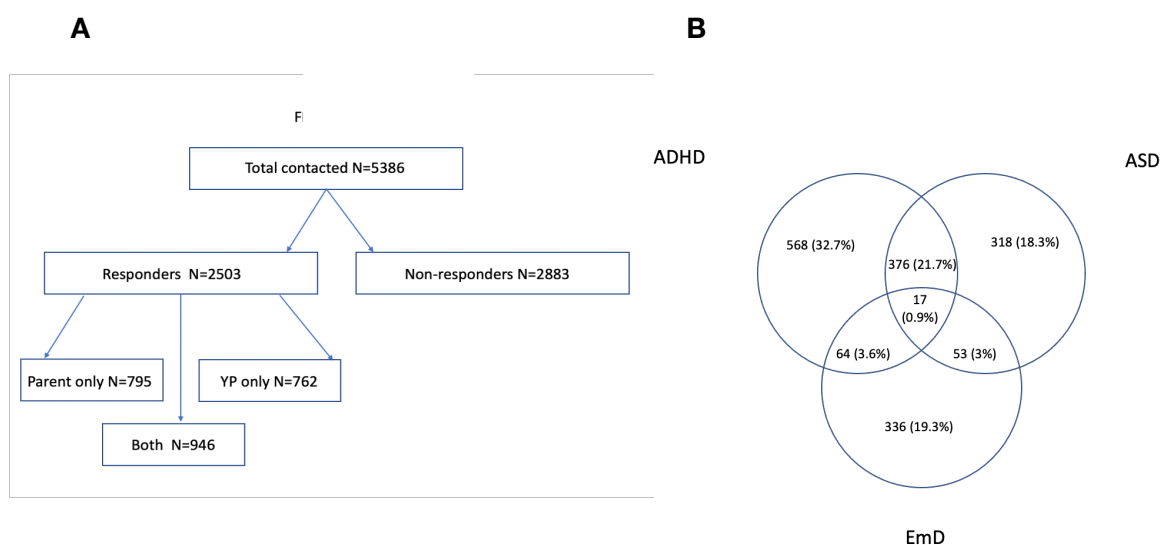 A
B
Total contacted N=5386
Responders N=2503
Non-responders N=2883
Parent only N=795
YP only N=762
Both N=946
ADHD
ASD
568 (32.7%)
318 (18.3%)
376 (21.7%)
17
(0.9%)
64 (3.6%)
53 (3%)
336 (19.3%)
EmD